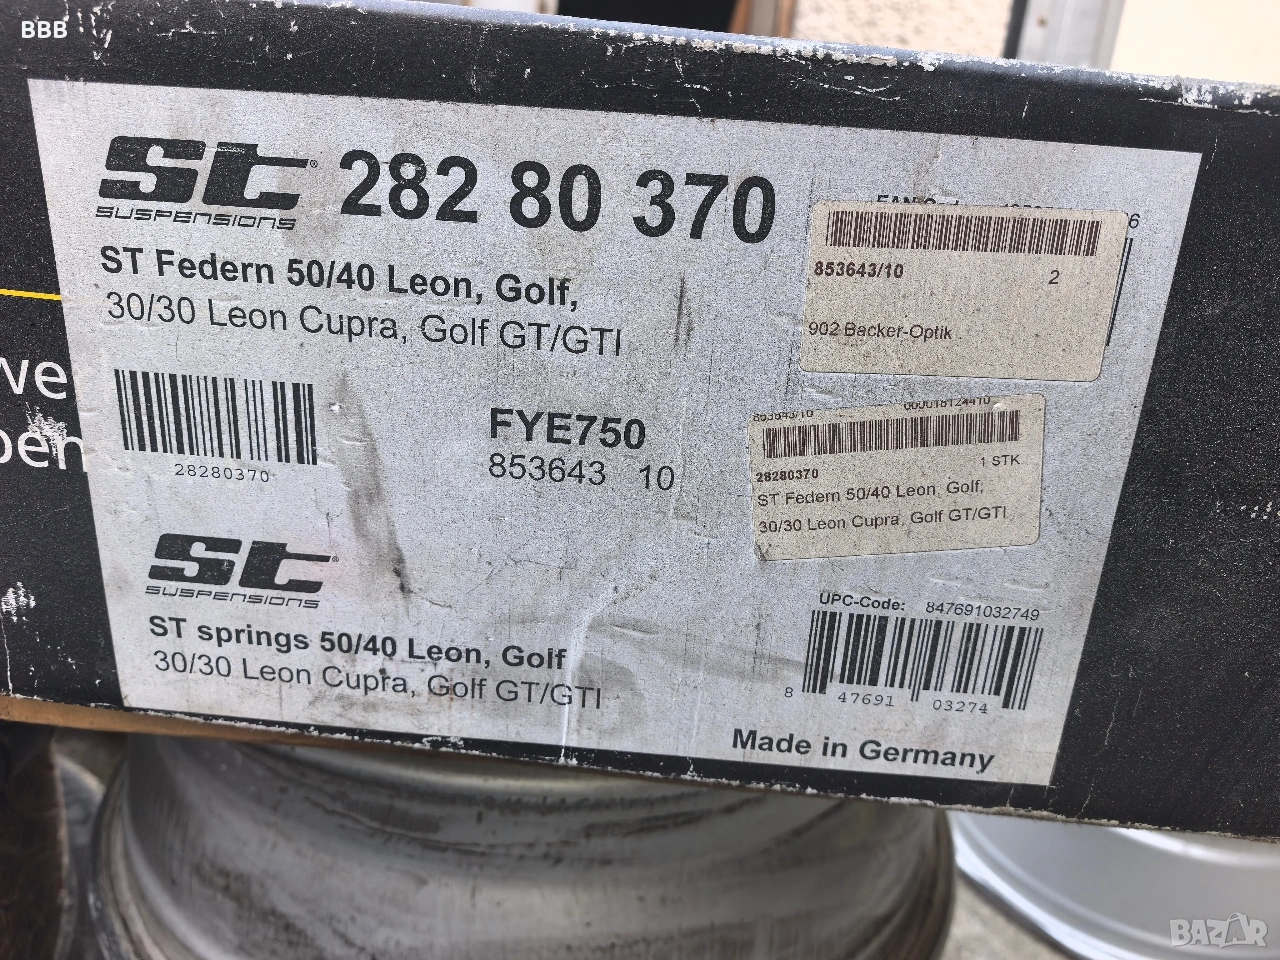 BBB
st® 282 80 370
SUSPENSIONS
ST Federn 50/40 Leon, Golf,
30/30 Leon Cupra, Golf GT/GTI
28280370
FYE750
853643 10
853643/10 2
902 Backer-Optik
853643/10
28280370 1 STK
ST Federn 50/40 Leon, Golf,
30/30 Leon Cupra, Golf GT/GTI
st®
SUSPENSIONS
ST springs 50/40 Leon, Golf
30/30 Leon Cupra, Golf GT/GTI
UPC-Code: 847691032749
8 47691 03274
Made in Germany
BAZAR